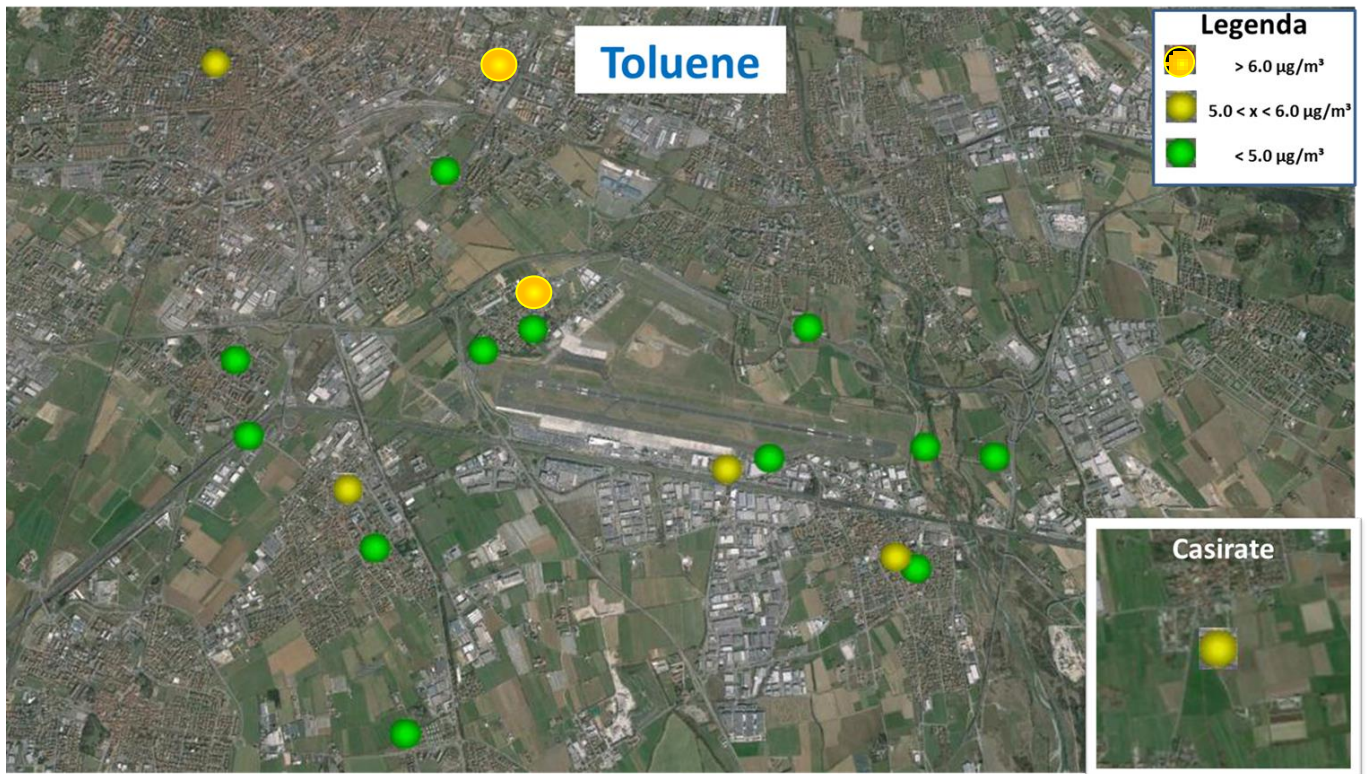 Toluene
Legenda
> 6.0 µg/m³
5.0 < x < 6.0 µg/m³
< 5.0 µg/m³
Casirate